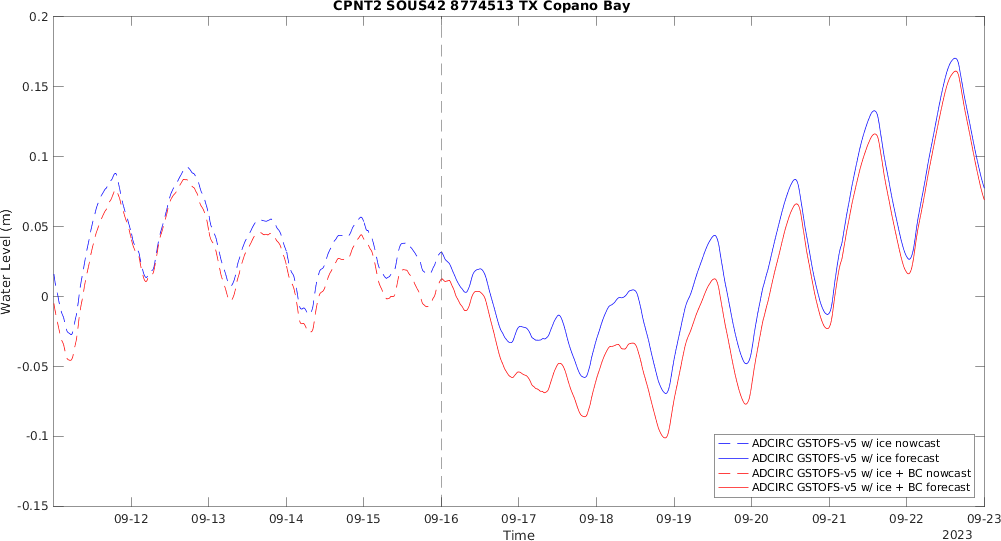 CPNT2 SOUS42 8774513 TX Copano Bay
0.2
0.15
0.1
0.05
0
-0.05
-0.1
-0.15
Water Level (m)
09-12 09-13 09-14 09-15 09-16 09-17 09-18 09-19 09-20 09-21 09-22 09-23
Time
2023
ADCIRC GSTOFS-v5 w/ ice nowcast
ADCIRC GSTOFS-v5 w/ ice forecast
ADCIRC GSTOFS-v5 w/ ice + BC nowcast
ADCIRC GSTOFS-v5 w/ ice + BC forecast